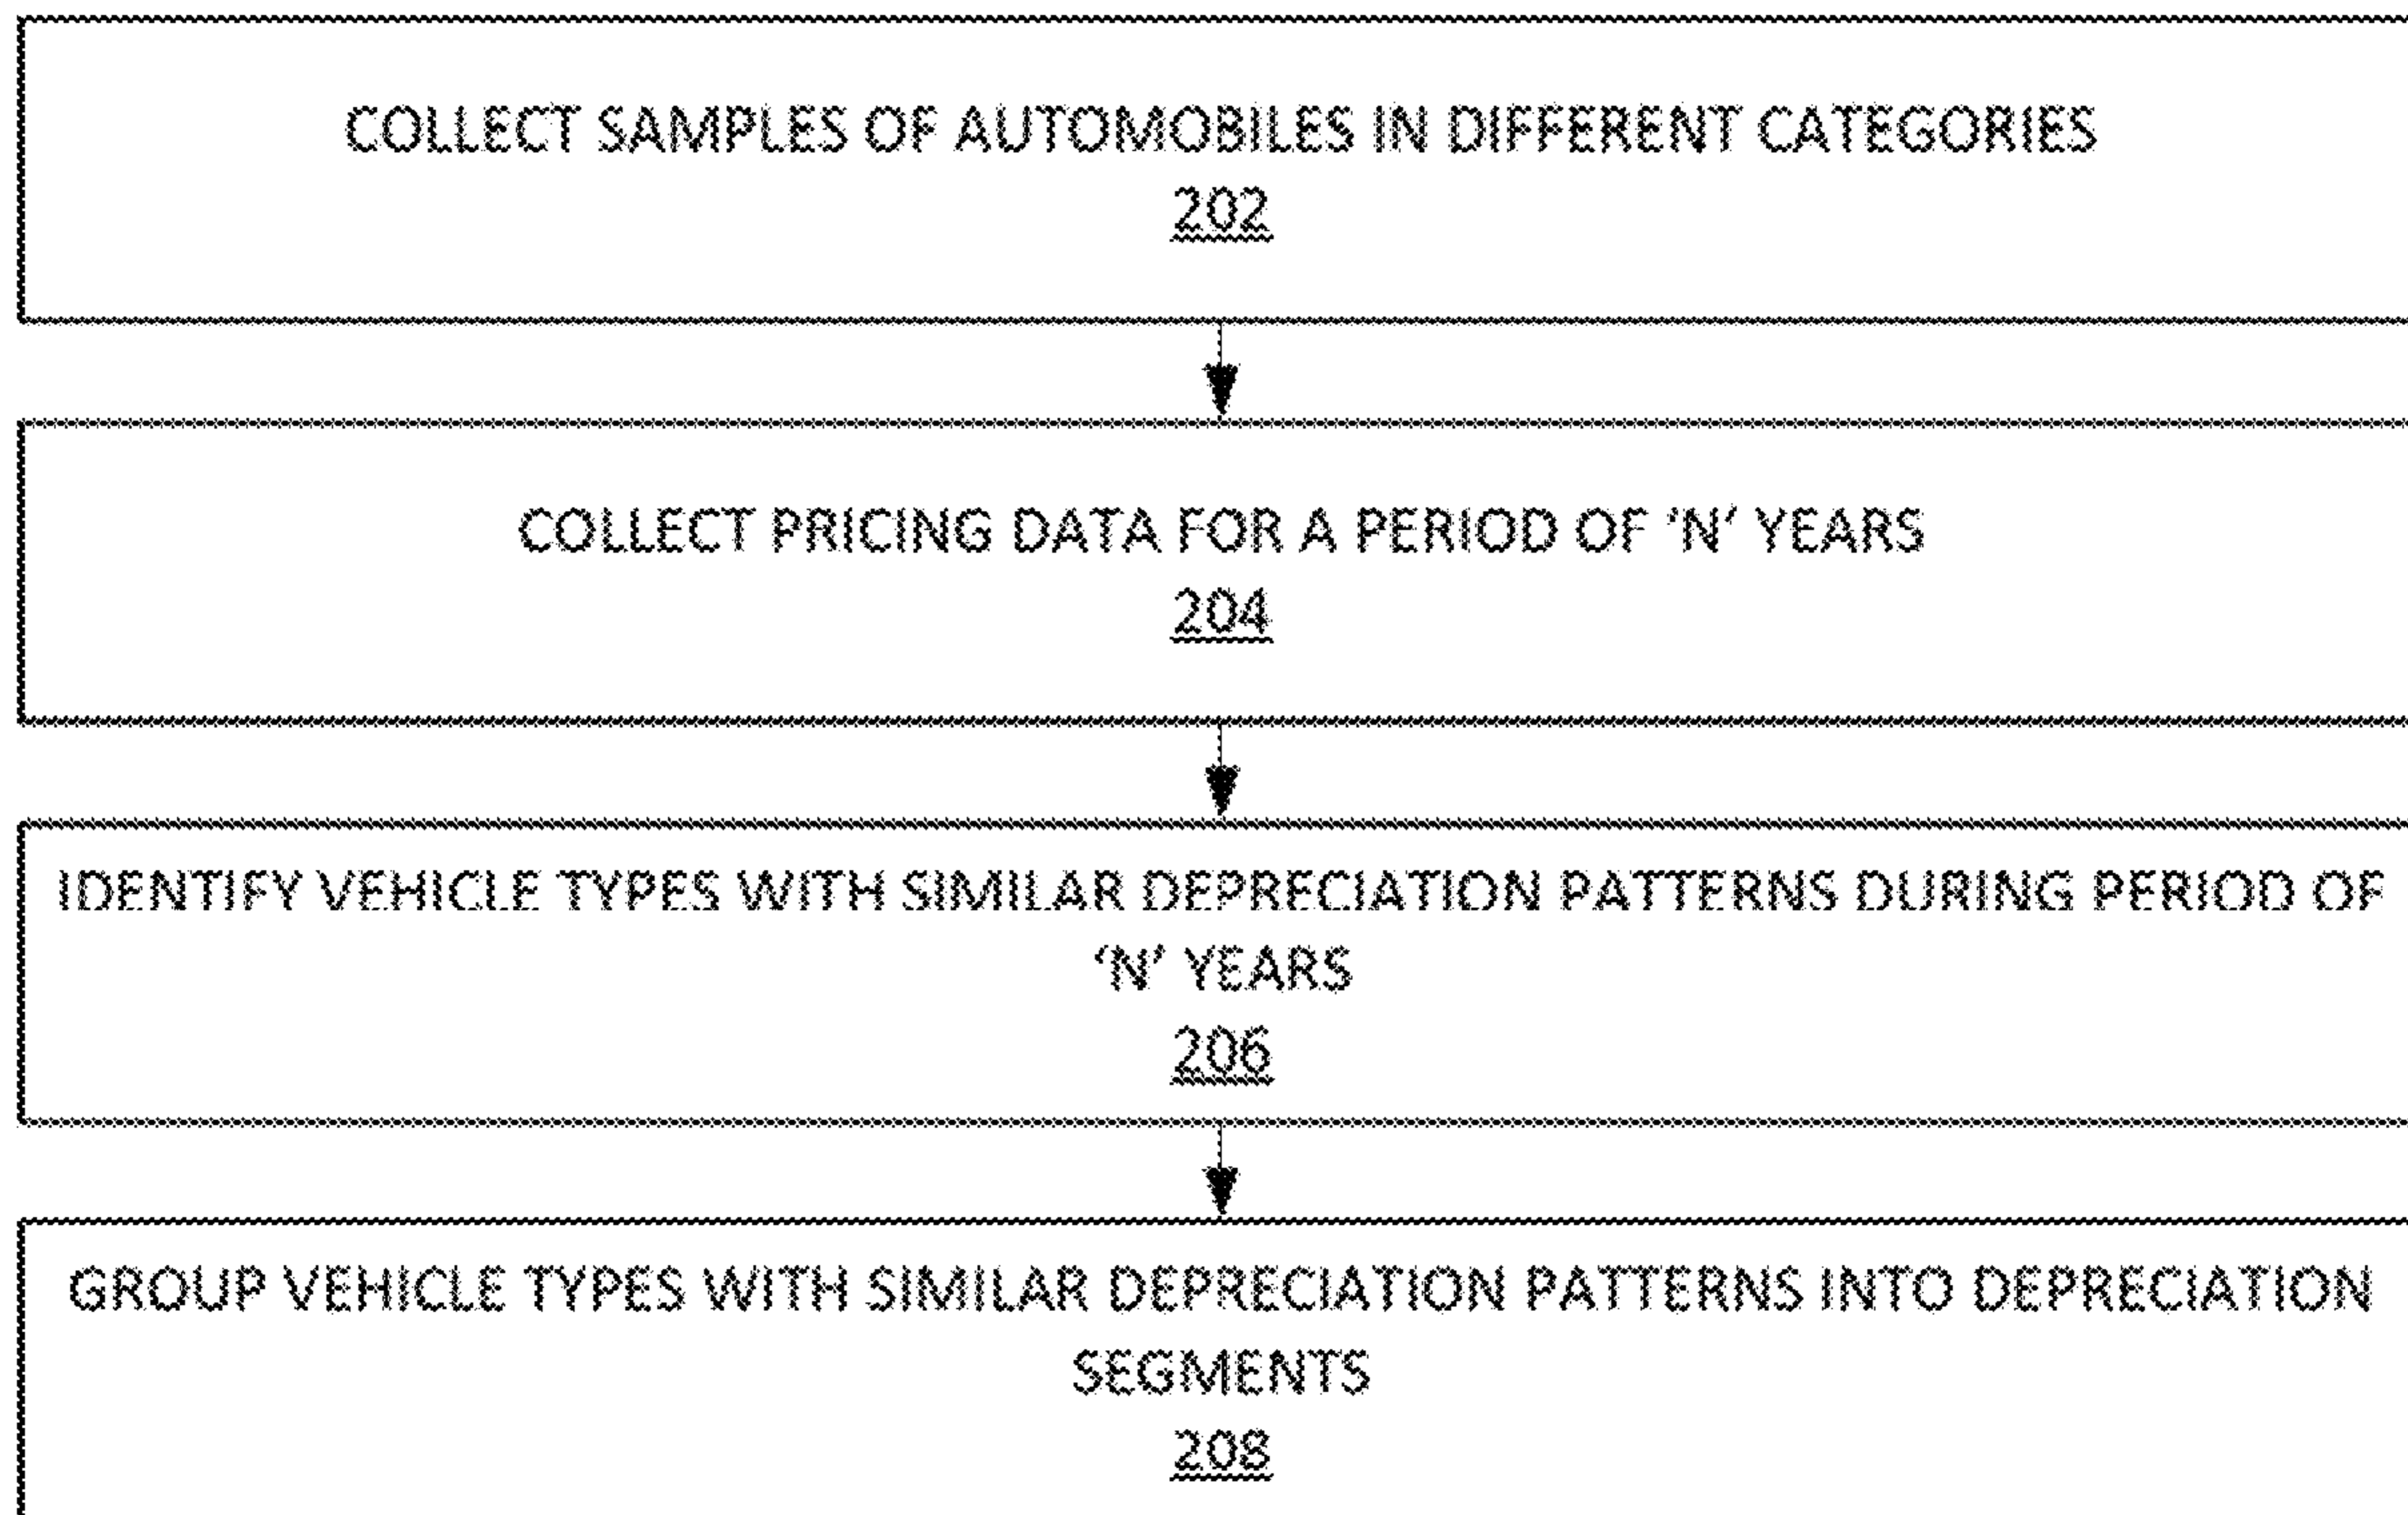 COLLECT SAMPLES OF AUTOMOBILES IN DIFFERENT CATEGORIES
202
COLLECT PRICING DATA FOR A PERIOD OF ‘N’ YEARS
204
IDENTIFY VEHICLE TYPES WITH SIMILAR DEPRECIATION PATTERNS DURING PERIOD OF
‘N’ YEARS
206
GROUP VEHICLE TYPES WITH SIMILAR DEPRECIATION PATTERNS INTO DEPRECIATION
SEGMENTS
208